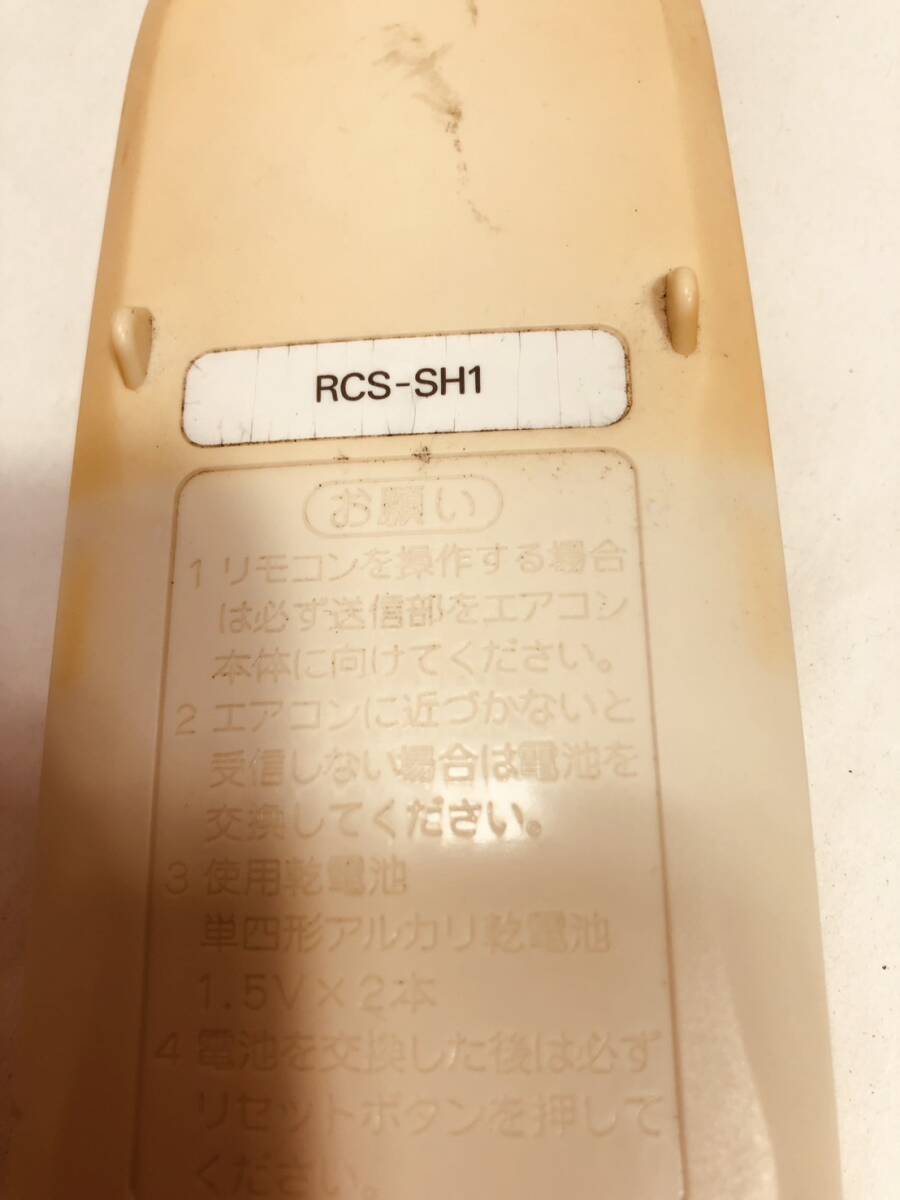 RCS-SH1
お願い
1 リモコンを操作する場合
は必ず送信部をエアコン
本体に向けてください。
2 エアコンに近づかないと
受信しない場合は電池を
交換してください。
3 使用乾電池
単四形アルカリ乾電池
1.5V×2本
4 電池を交換した後は必ず
リセットボタンを押して
ください。